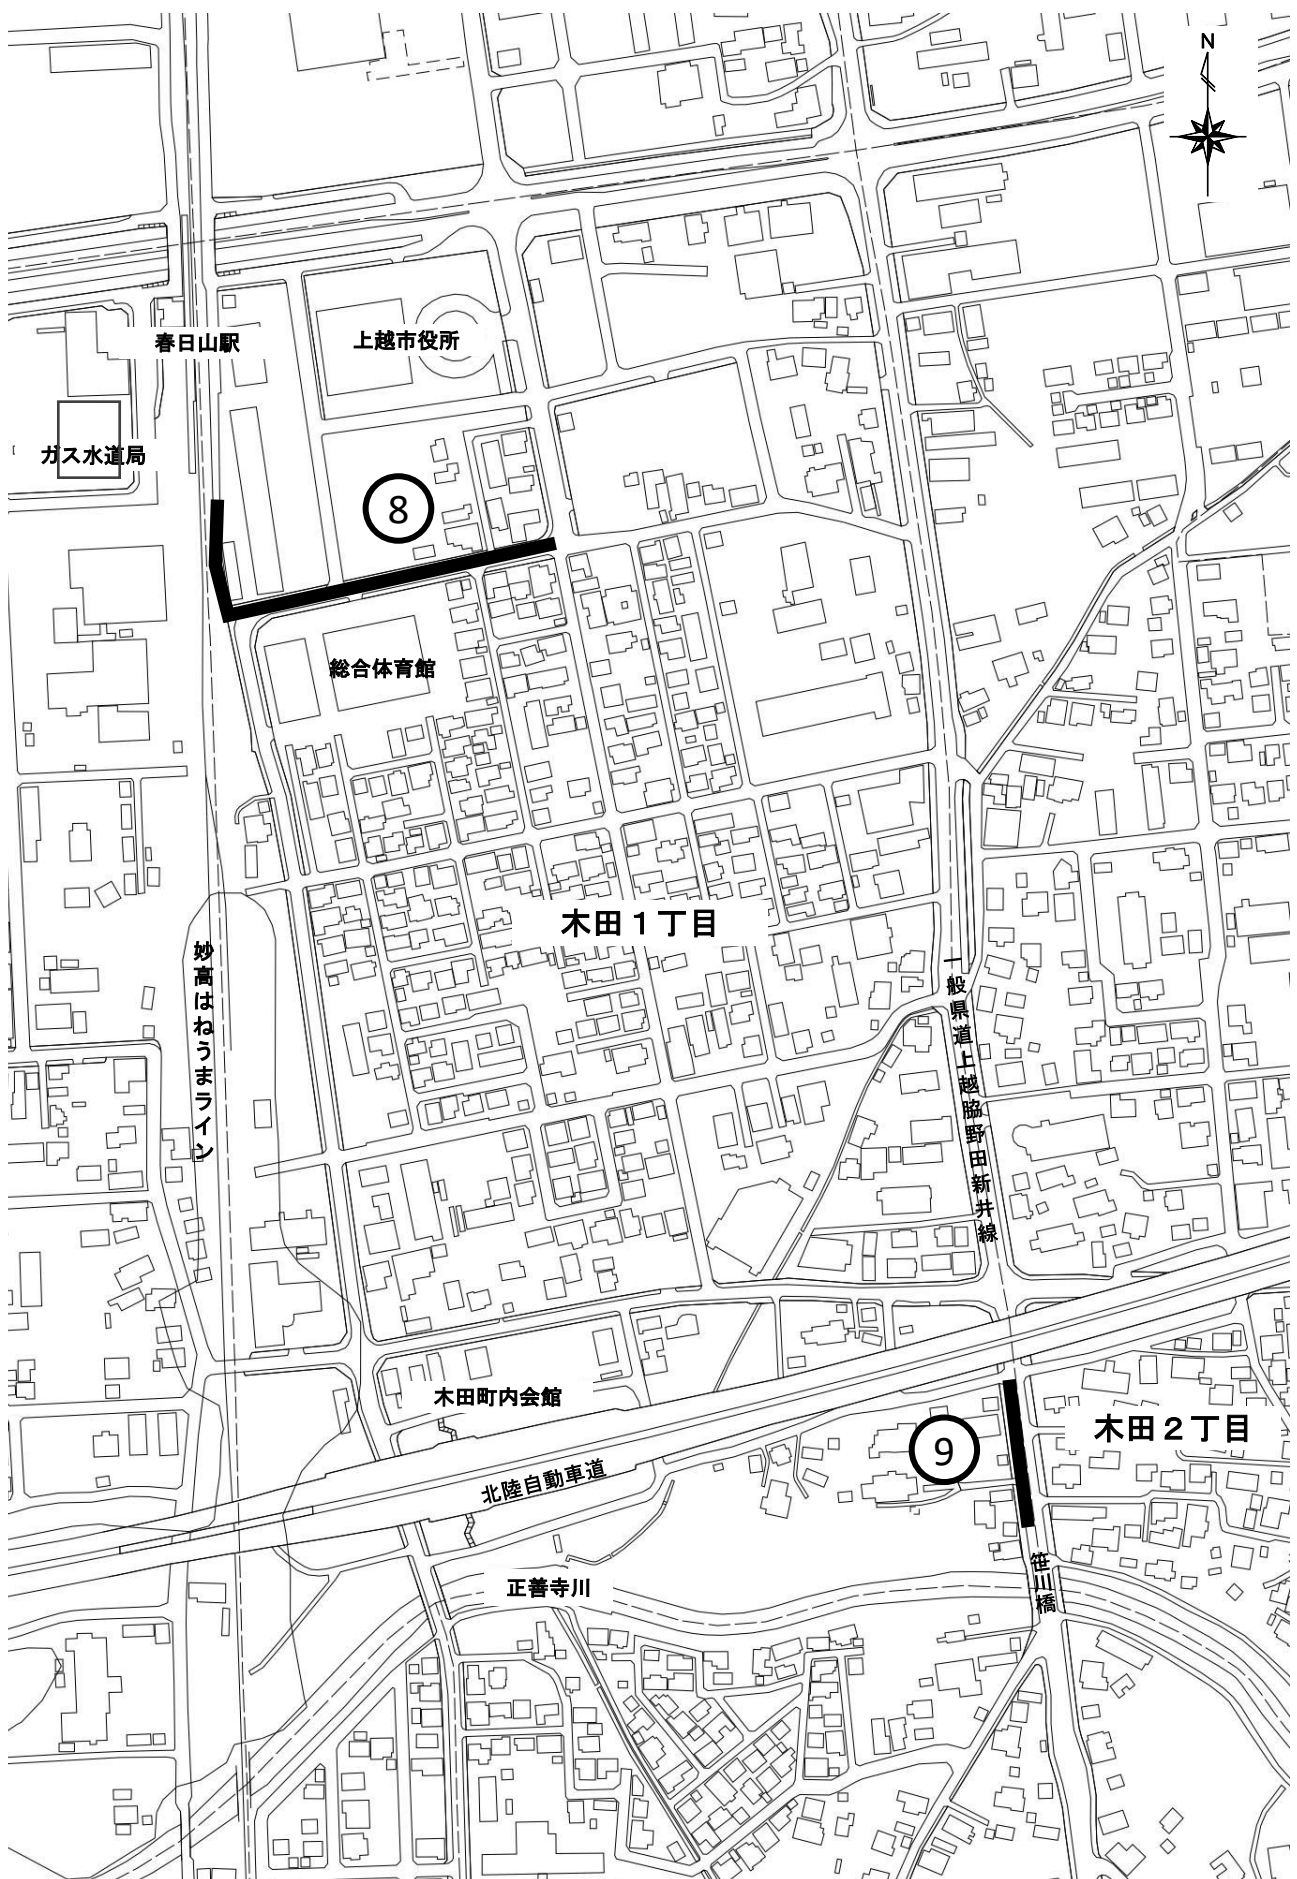 N
春日山駅
上越市役所
ガス水道局
8
総合体育館
木田１丁目
妙高はねうまライン
一般県道上越脇野田新井線
木田町内会館
木田２丁目
9
北陸自動車道
笹川橋
正善寺川